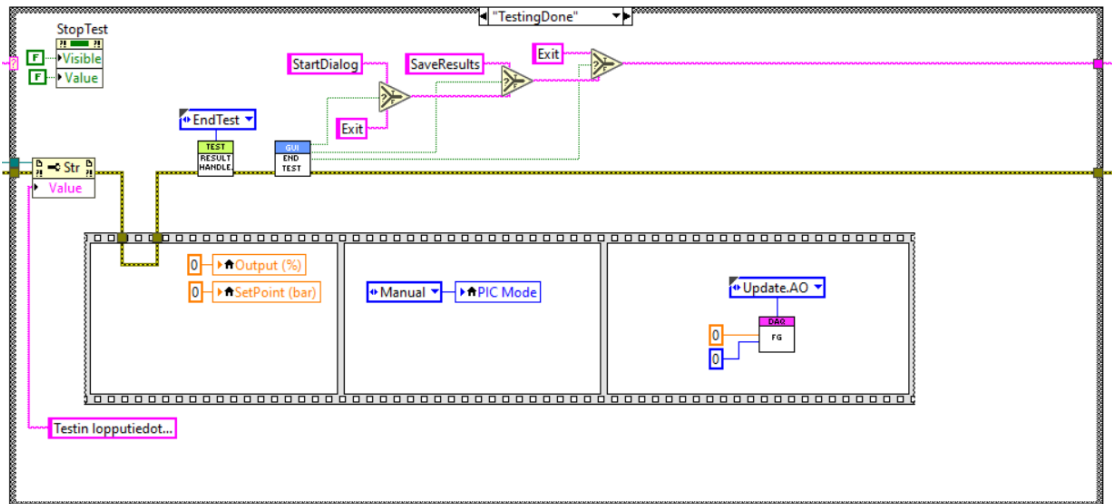 "TestingDone"
StopTest
F
Visible
F
Value
StartDialog
SaveResults
Exit
Exit
EndTest
TEST
RESULT
HANDLE.
GUI
END
TEST
Str
Value
0
Output (%)
0
SetPoint (bar)
Manual
PIC Mode
Update.AO
DAQ
FG
0
0
Testin lopputiedot...